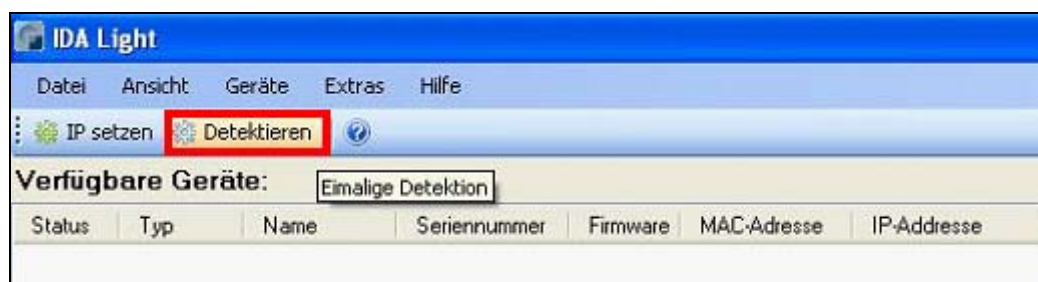 IDA Light
Datei Ansicht Geräte Extras Hilfe
IP setzen Detektieren
Verfügbare Geräte:
Eimalige Detektion
Status Typ Name Seriennummer Firmware MAC-Adresse IP-Addresse